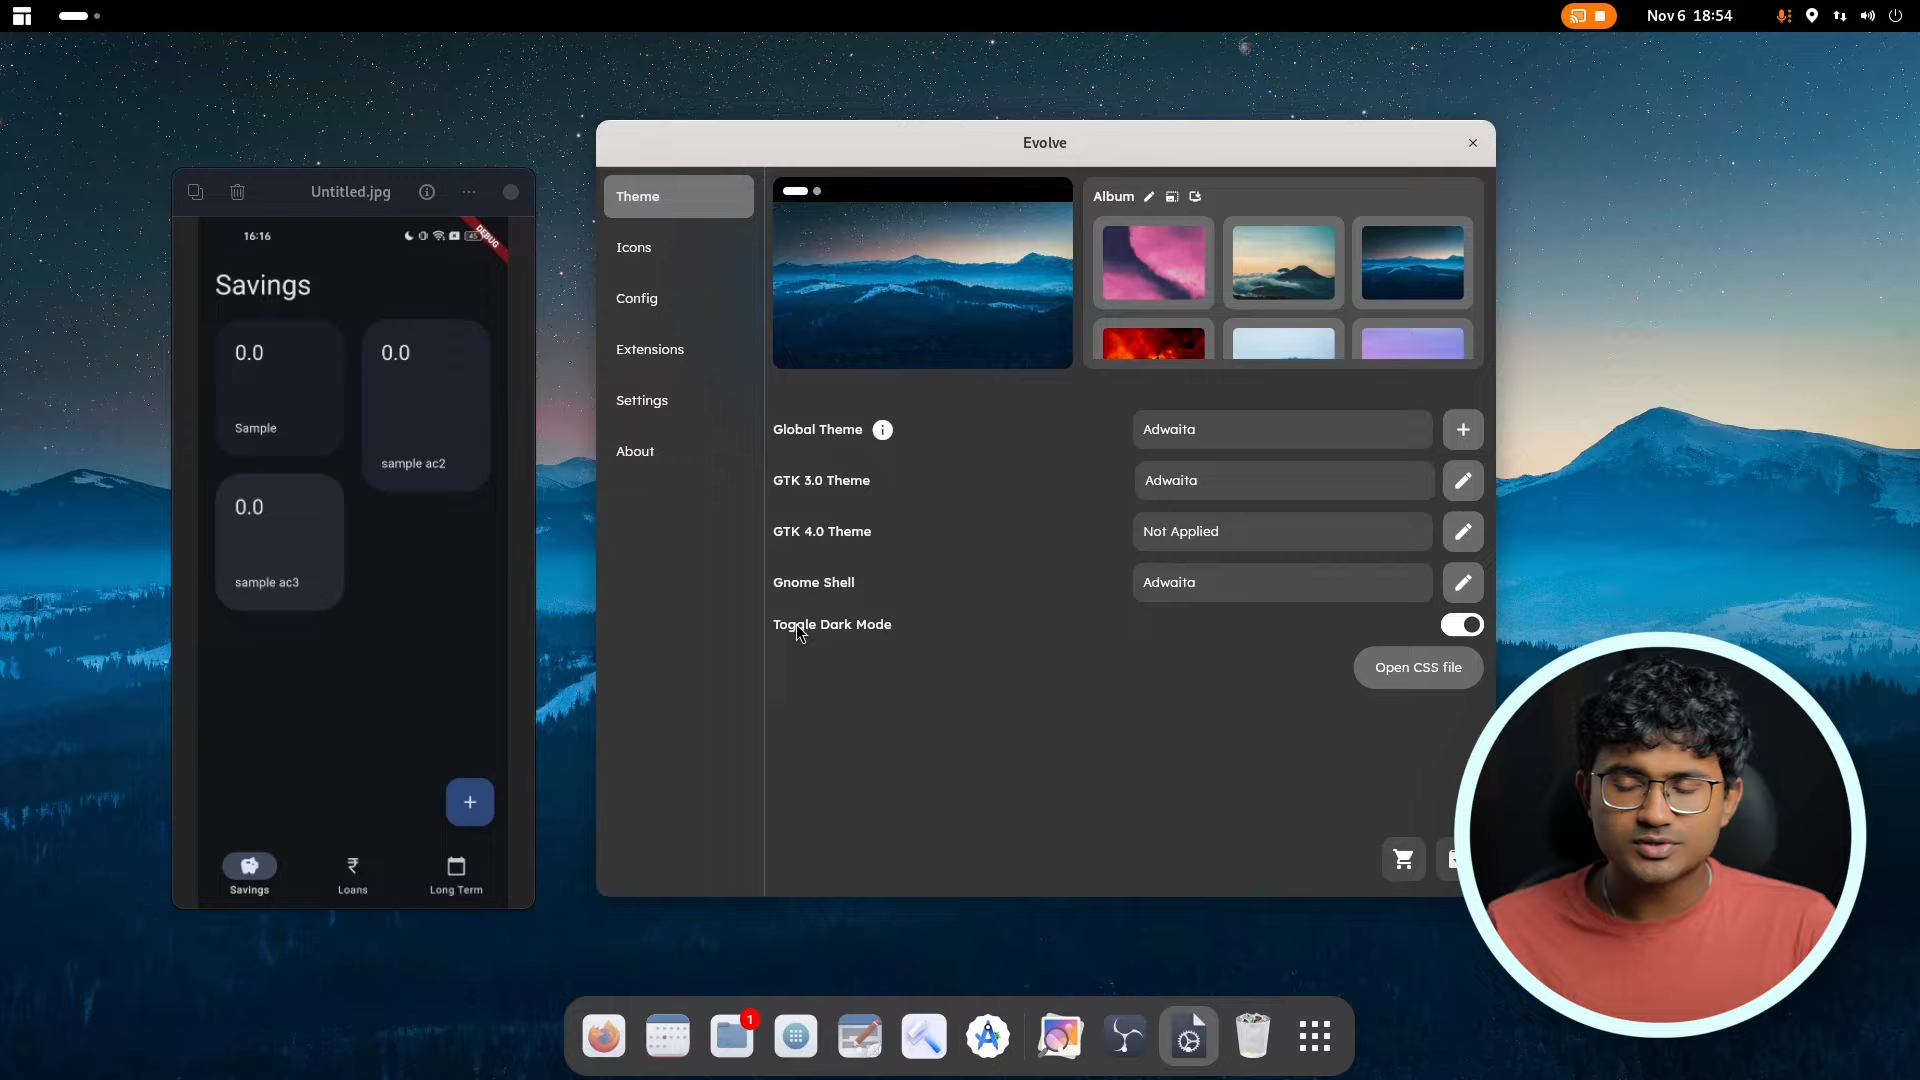 Nov 6 18:54
Untitled.jpg
16:16
DEBUG
Savings
0.0
Sample
0.0
sample ac2
0.0
sample ac3
Savings
Loans
Long Term
Evolve
Theme
Icons
Config
Extensions
Settings
About
Album
Global Theme
Adwaita
GTK 3.0 Theme
Adwaita
GTK 4.0 Theme
Not Applied
Gnome Shell
Adwaita
Toggle Dark Mode
Open CSS file
1